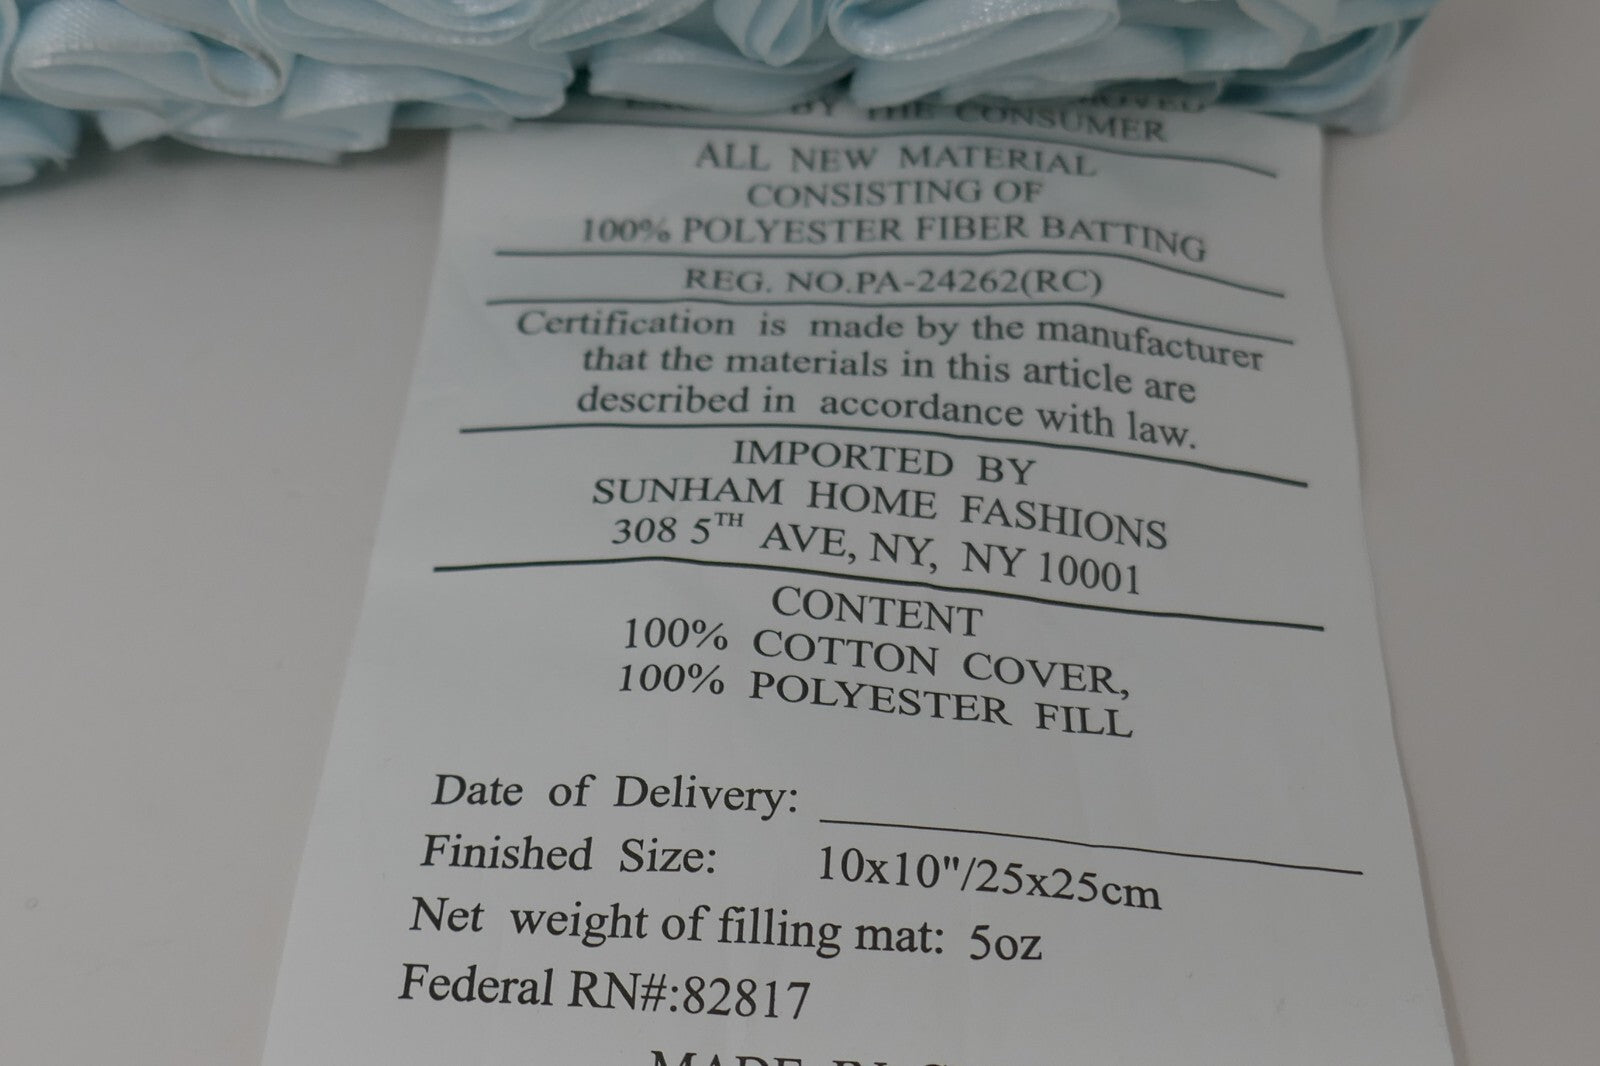 BY THE CONSUMER
ALL NEW MATERIAL
CONSISTING OF
100% POLYESTER FIBER BATTING
REG. NO.PA-24262(RC)
Certification is made by the manufacturer
that the materials in this article are
described in accordance with law.
IMPORTED BY
SUNHAM HOME FASHIONS
308 5TH AVE, NY, NY 10001
CONTENT
100% COTTON COVER,
100% POLYESTER FILL
Date of Delivery:
Finished Size: 10x10"/25x25cm
Net weight of filling mat: 5oz
Federal RN#:82817
MADE IN